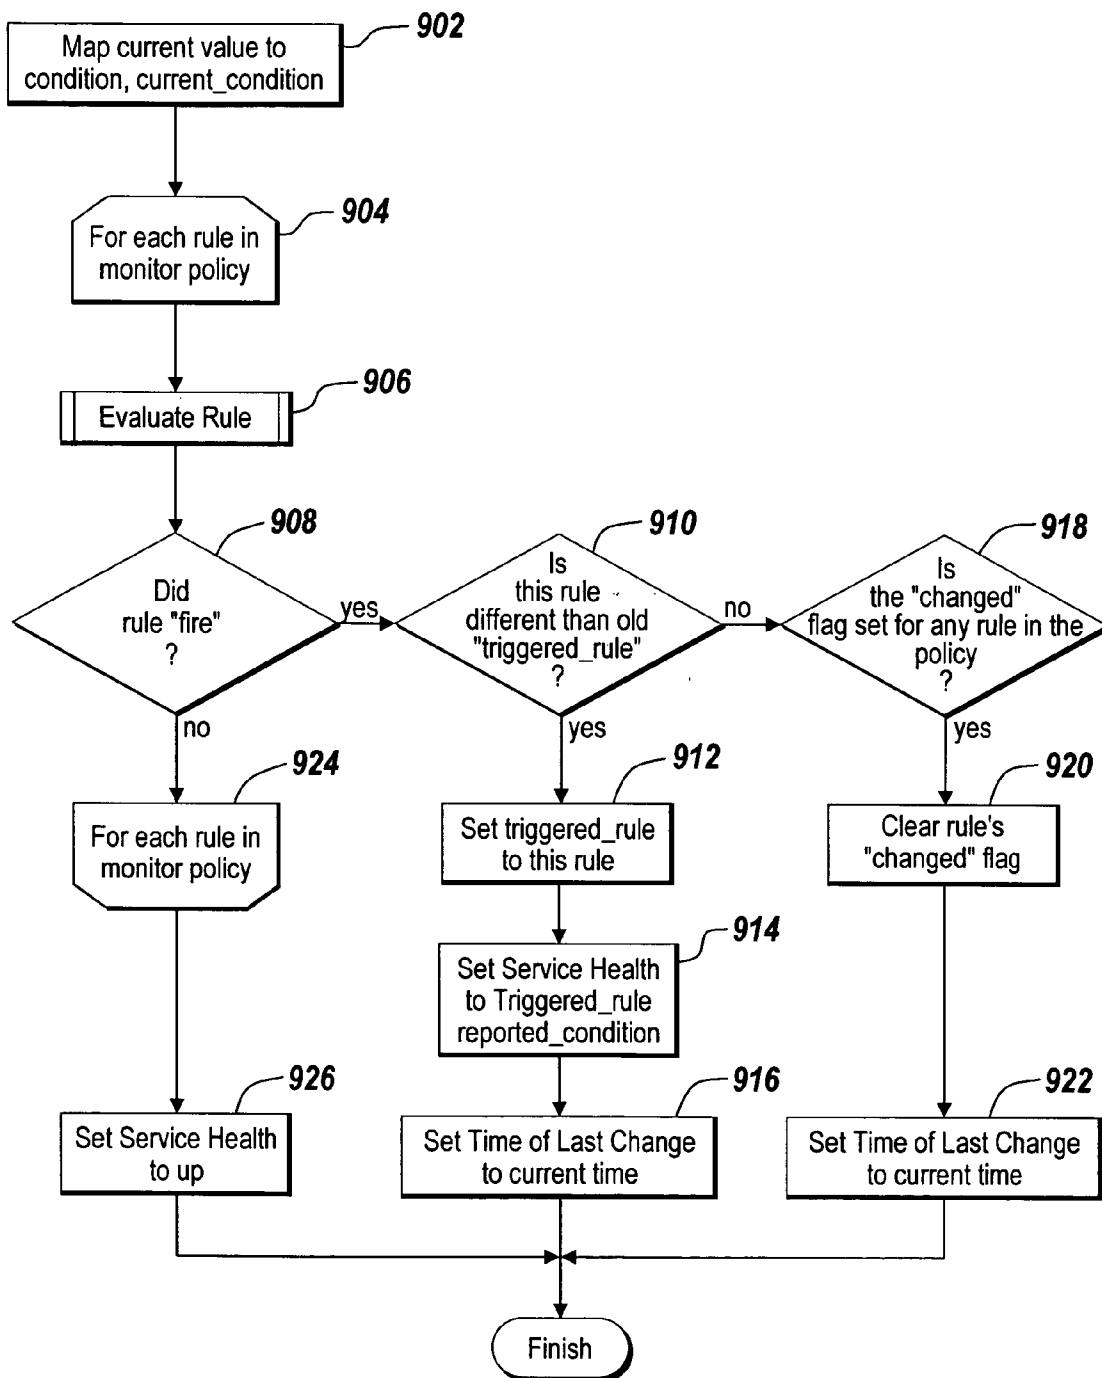 902
Map current value to
condition, current_condition
904
For each rule in
monitor policy
906
Evaluate Rule
908
Did
rule "fire"
?
yes
no
910
Is
this rule
different than old
"triggered_rule"
?
no
yes
918
Is
the "changed"
flag set for any rule in the
policy
?
yes
924
For each rule in
monitor policy
912
Set triggered_rule
to this rule
920
Clear rule's
"changed" flag
914
Set Service Health
to Triggered_rule
reported_condition
926
Set Service Health
to up
916
Set Time of Last Change
to current time
922
Set Time of Last Change
to current time
Finish